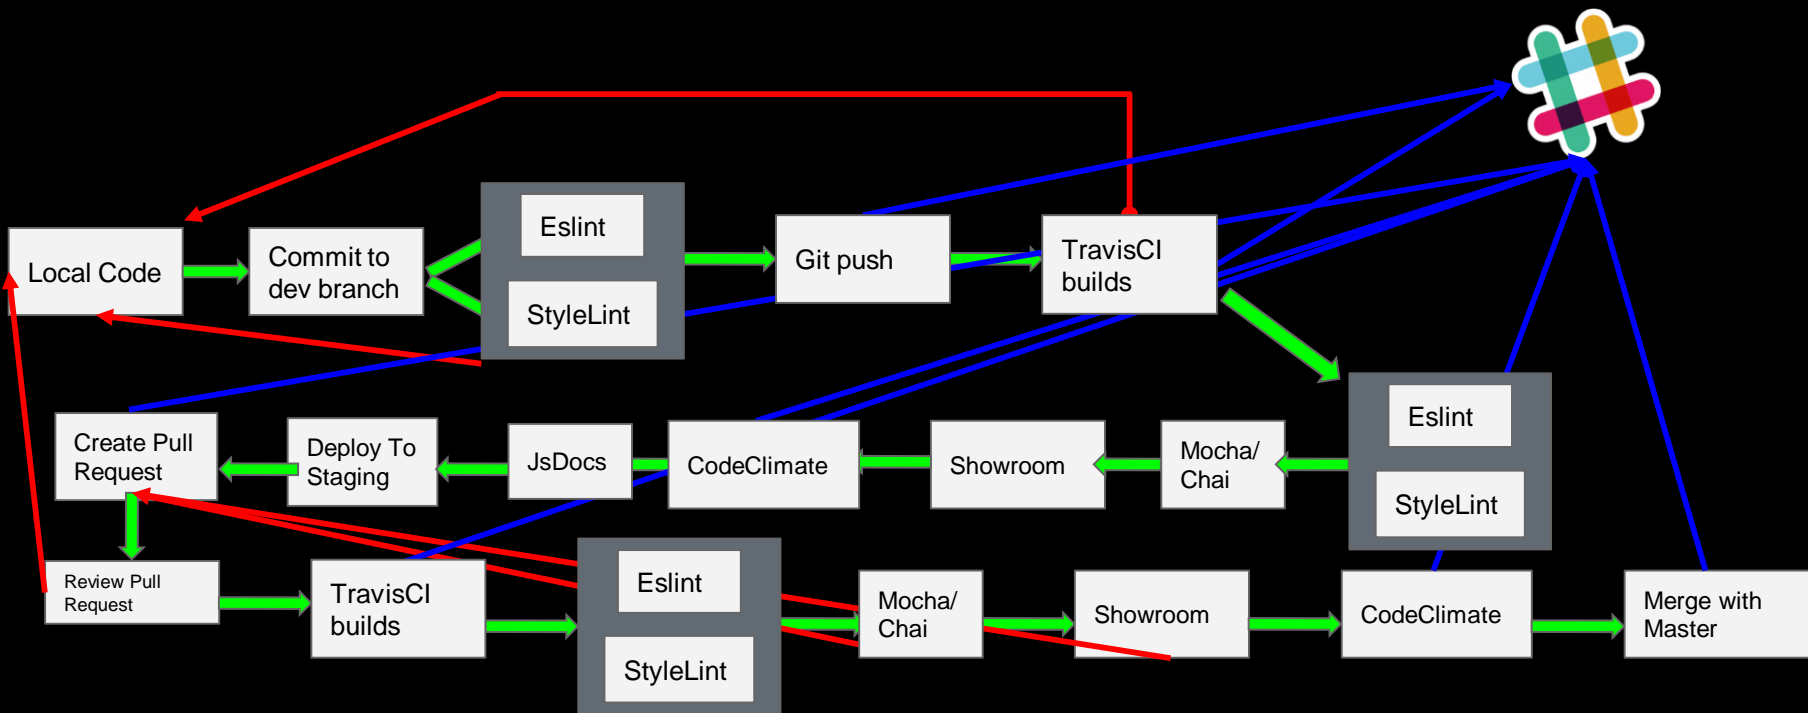 Local Code
Commit to
dev branch
Eslint
StyleLint
Git push
TravisCI
builds
Eslint
StyleLint
Mocha/
Chai
Showroom
CodeClimate
JsDocs
Deploy To
Staging
Create Pull
Request
Review Pull
Request
TravisCI
builds
Eslint
StyleLint
Mocha/
Chai
Showroom
CodeClimate
Merge with
Master